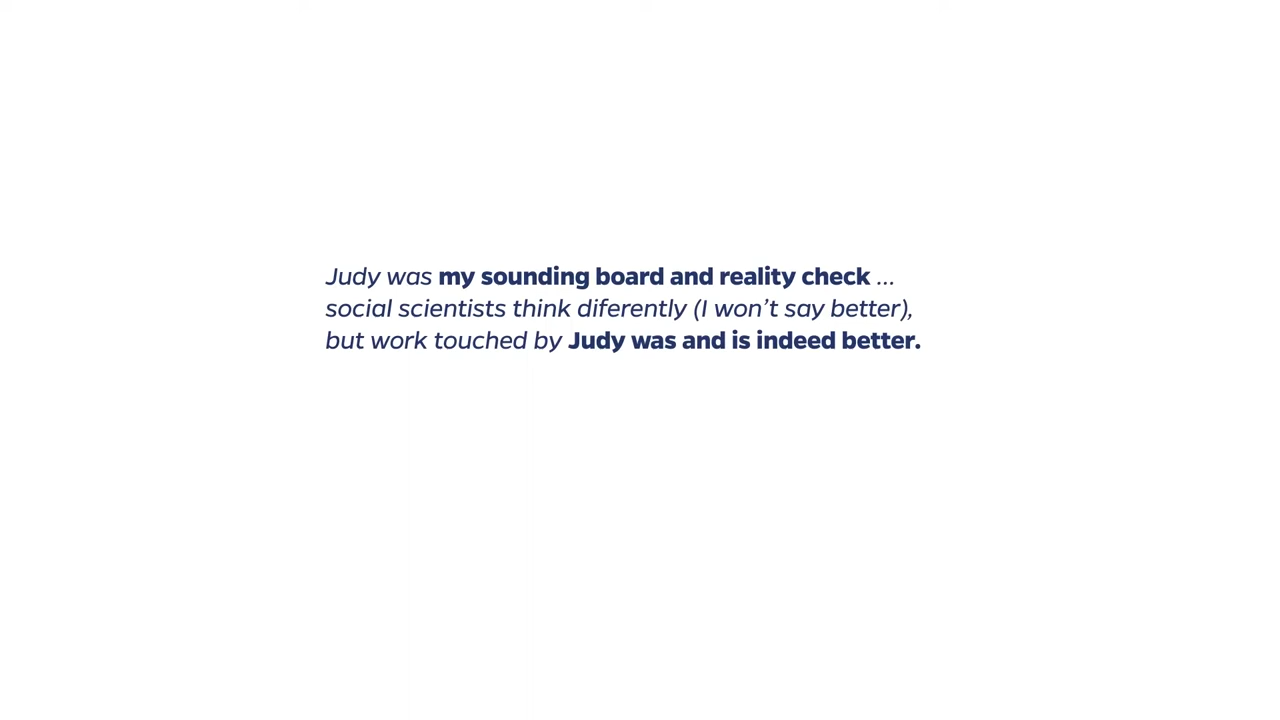 Judy was my sounding board and reality check ...
social scientists think diferently (I won’t say better),
but work touched by Judy was and is indeed better.